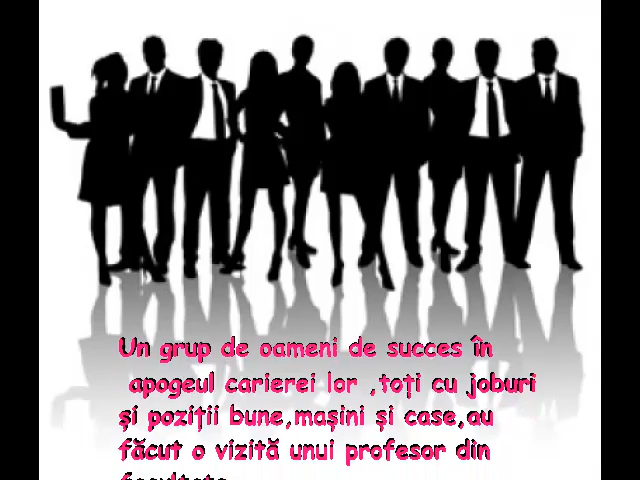 Un grup de oameni de succes în
apogeul carierei lor ,toți cu joburi
și poziții bune,mașini și case,au
făcut o vizită unui profesor din